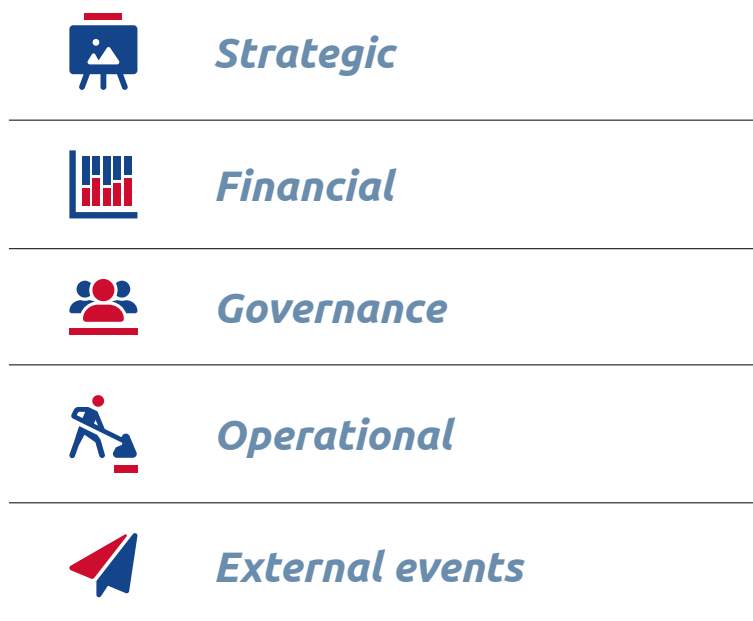 Strategic
Financial
Governance
Operational
External events